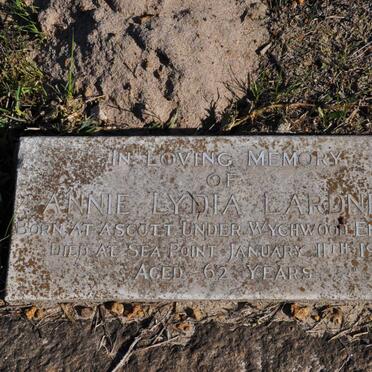 IN LOVING MEMORY
OF
ANNIE LYDIA LARDN
BORN AT ASCOTT UNDER WYCHWOOD E
DIED AT SEA POINT JANUARY 11TH 1
AGED 62 YEARS